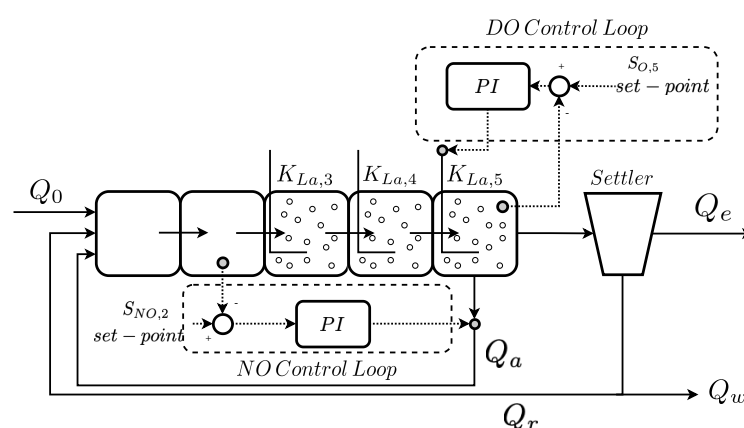 DO Control Loop
+
S_{O,5}
PI
set - point
-
K_{La,3}
K_{La,4}
K_{La,5}
Settler
Q_0
Q_e
S_{NO,2}
-
set - point
+
PI
Q_a
NO Control Loop
Q_w
Q_r